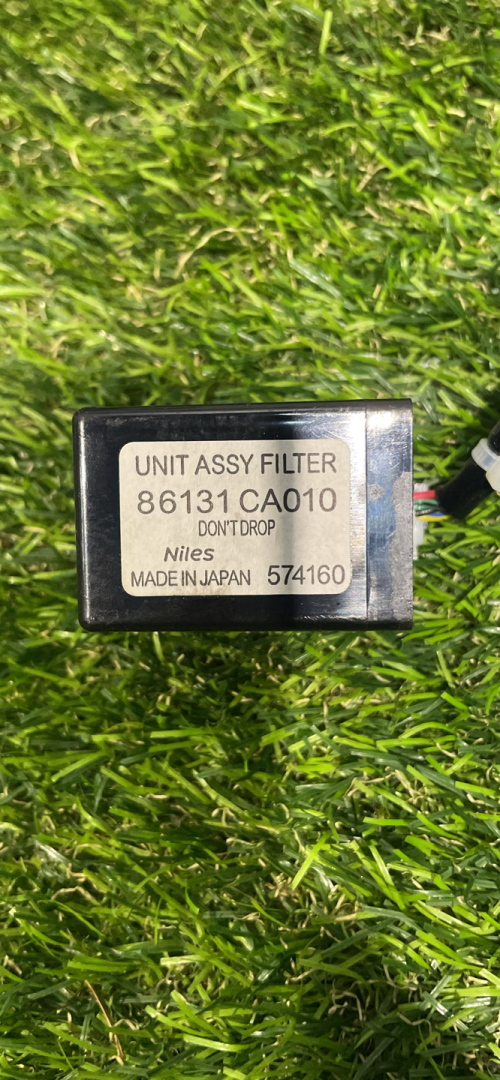 UNIT ASSY FILTER
86131 CA010
DON'T DROP
Niles
MADE IN JAPAN 574160